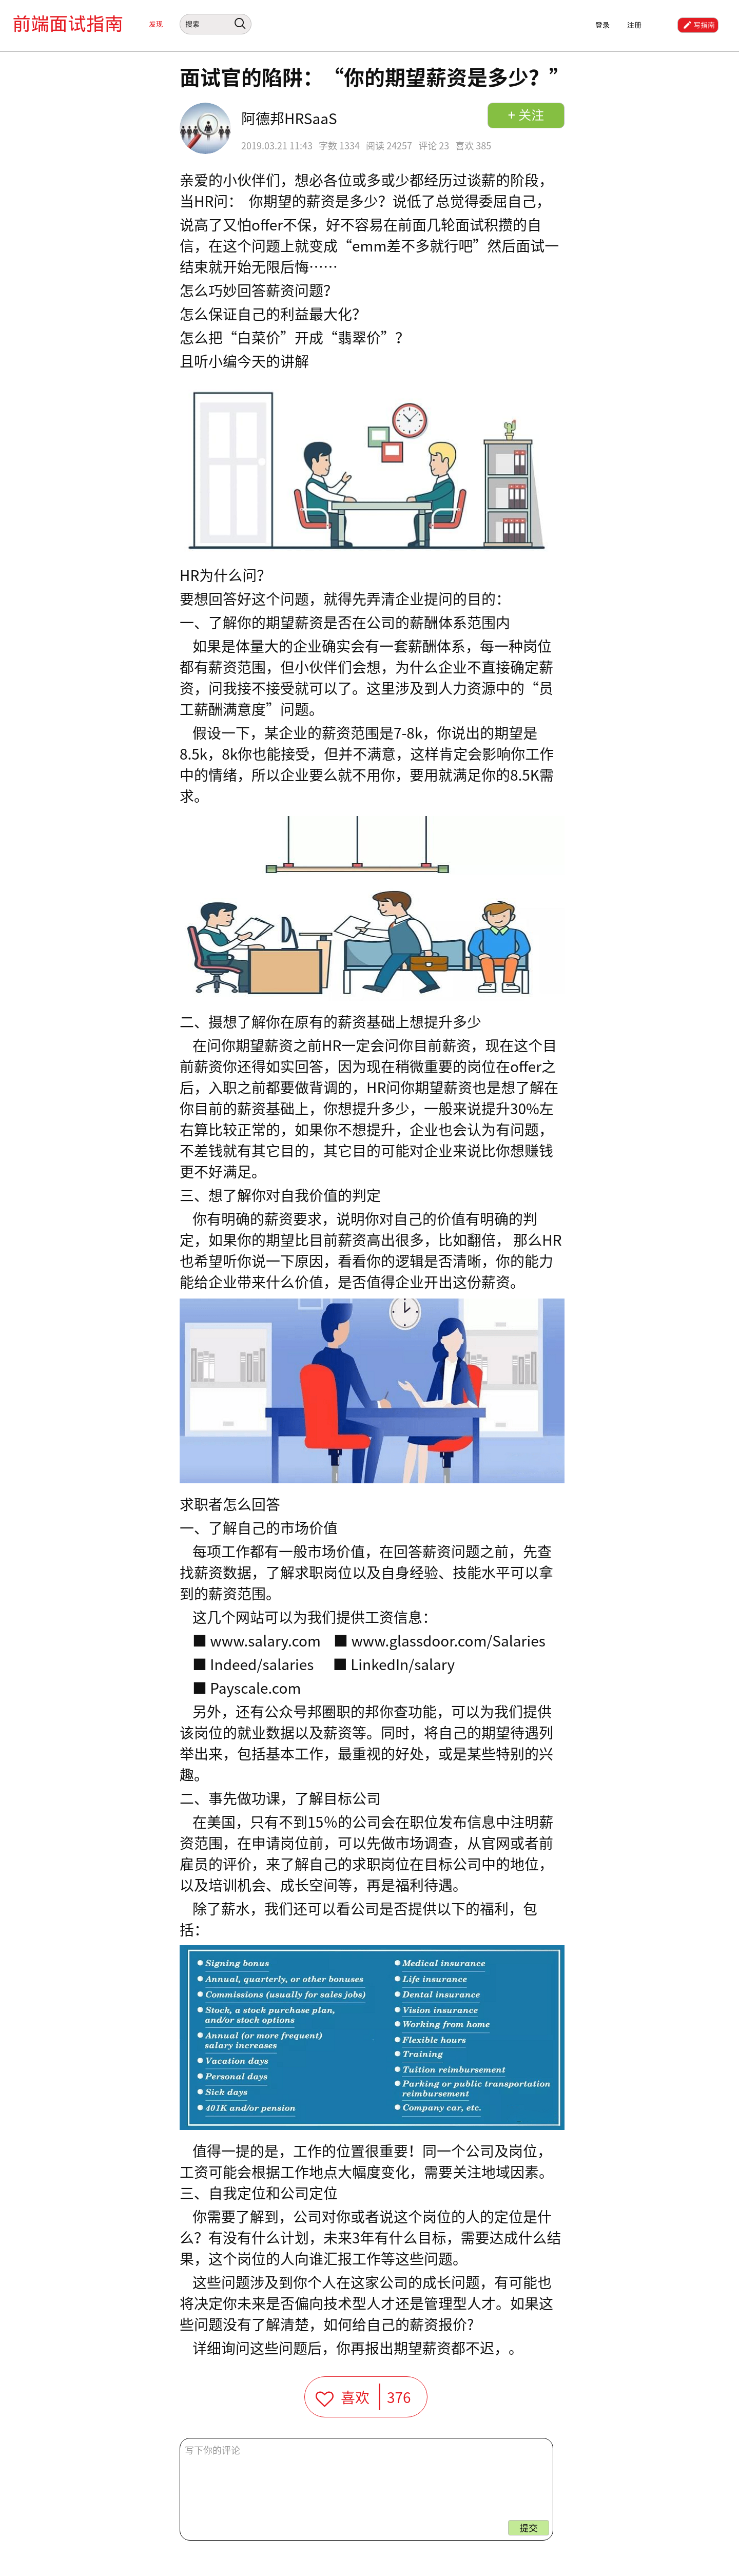 前端面试指南
发现
搜索
登录
注册
写指南
面试官的陷阱：“你的期望薪资是多少？”
阿德邦HRSaaS
+ 关注
2019.03.21 11:43 字数 1334 阅读 24257 评论 23 喜欢 385
亲爱的小伙伴们，想必各位或多或少都经历过谈薪的阶段，
当HR问： 你期望的薪资是多少？说低了总觉得委屈自己，
说高了又怕offer不保，好不容易在前面几轮面试积攒的自
信，在这个问题上就变成“emm差不多就行吧”然后面试一
结束就开始无限后悔……
怎么巧妙回答薪资问题？
怎么保证自己的利益最大化？
怎么把“白菜价”开成“翡翠价”？
且听小编今天的讲解
HR为什么问？
要想回答好这个问题，就得先弄清企业提问的目的：
一、了解你的期望薪资是否在公司的薪酬体系范围内
如果是体量大的企业确实会有一套薪酬体系，每一种岗位
都有薪资范围，但小伙伴们会想，为什么企业不直接确定薪
资，问我接不接受就可以了。这里涉及到人力资源中的“员
工薪酬满意度”问题。
假设一下，某企业的薪资范围是7-8k，你说出的期望是
8.5k，8k你也能接受，但并不满意，这样肯定会影响你工作
中的情绪，所以企业要么就不用你，要用就满足你的8.5K需
求。
二、摄想了解你在原有的薪资基础上想提升多少
在问你期望薪资之前HR一定会问你目前薪资，现在这个目
前薪资你还得如实回答，因为现在稍微重要的岗位在offer之
后，入职之前都要做背调的，HR问你期望薪资也是想了解在
你目前的薪资基础上，你想提升多少，一般来说提升30%左
右算比较正常的，如果你不想提升，企业也会认为有问题，
不差钱就有其它目的，其它目的可能对企业来说比你想赚钱
更不好满足。
三、想了解你对自我价值的判定
你有明确的薪资要求，说明你对自己的价值有明确的判
定，如果你的期望比目前薪资高出很多，比如翻倍， 那么HR
也希望听你说一下原因，看看你的逻辑是否清晰，你的能力
能给企业带来什么价值，是否值得企业开出这份薪资。
求职者怎么回答
一、了解自己的市场价值
每项工作都有一般市场价值，在回答薪资问题之前，先查
找薪资数据，了解求职岗位以及自身经验、技能水平可以拿
到的薪资范围。
这几个网站可以为我们提供工资信息：
■ www.salary.com ■ www.glassdoor.com/Salaries
■ Indeed/salaries ■ LinkedIn/salary
■ Payscale.com
另外，还有公众号邦圈职的邦你查功能，可以为我们提供
该岗位的就业数据以及薪资等。同时，将自己的期望待遇列
举出来，包括基本工作，最重视的好处，或是某些特别的兴
趣。
二、事先做功课，了解目标公司
在美国，只有不到15%的公司会在职位发布信息中注明薪
资范围，在申请岗位前，可以先做市场调查，从官网或者前
雇员的评价，来了解自己的求职岗位在目标公司中的地位，
以及培训机会、成长空间等，再是福利待遇。
除了薪水，我们还可以看公司是否提供以下的福利，包
括：
Signing bonus
Annual, quarterly, or other bonuses
Commissions (usually for sales jobs)
Stock, a stock purchase plan,
and/or stock options
Annual (or more frequent)
salary increases
Vacation days
Personal days
Sick days
401K and/or pension
Medical insurance
Life insurance
Dental insurance
Vision insurance
Working from home
Flexible hours
Training
Tuition reimbursement
Parking or public transportation
reimbursement
Company car, etc.
值得一提的是，工作的位置很重要！同一个公司及岗位，
工资可能会根据工作地点大幅度变化，需要关注地域因素。
三、自我定位和公司定位
你需要了解到，公司对你或者说这个岗位的人的定位是什
么？有没有什么计划，未来3年有什么目标，需要达成什么结
果，这个岗位的人向谁汇报工作等这些问题。
这些问题涉及到你个人在这家公司的成长问题，有可能也
将决定你未来是否偏向技术型人才还是管理型人才。如果这
些问题没有了解清楚，如何给自己的薪资报价？
详细询问这些问题后，你再报出期望薪资都不迟，。
喜欢 376
写下你的评论
提交